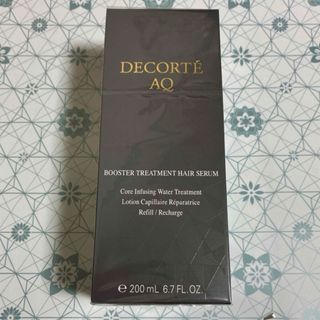 DECORTÉ
AQ
BOOSTER TREATMENT HAIR SERUM
Core Infusing Water Treatment
Lotion Capillaire Réparatrice
Refill / Recharge
℮ 200 mL 6.7 FL.OZ.